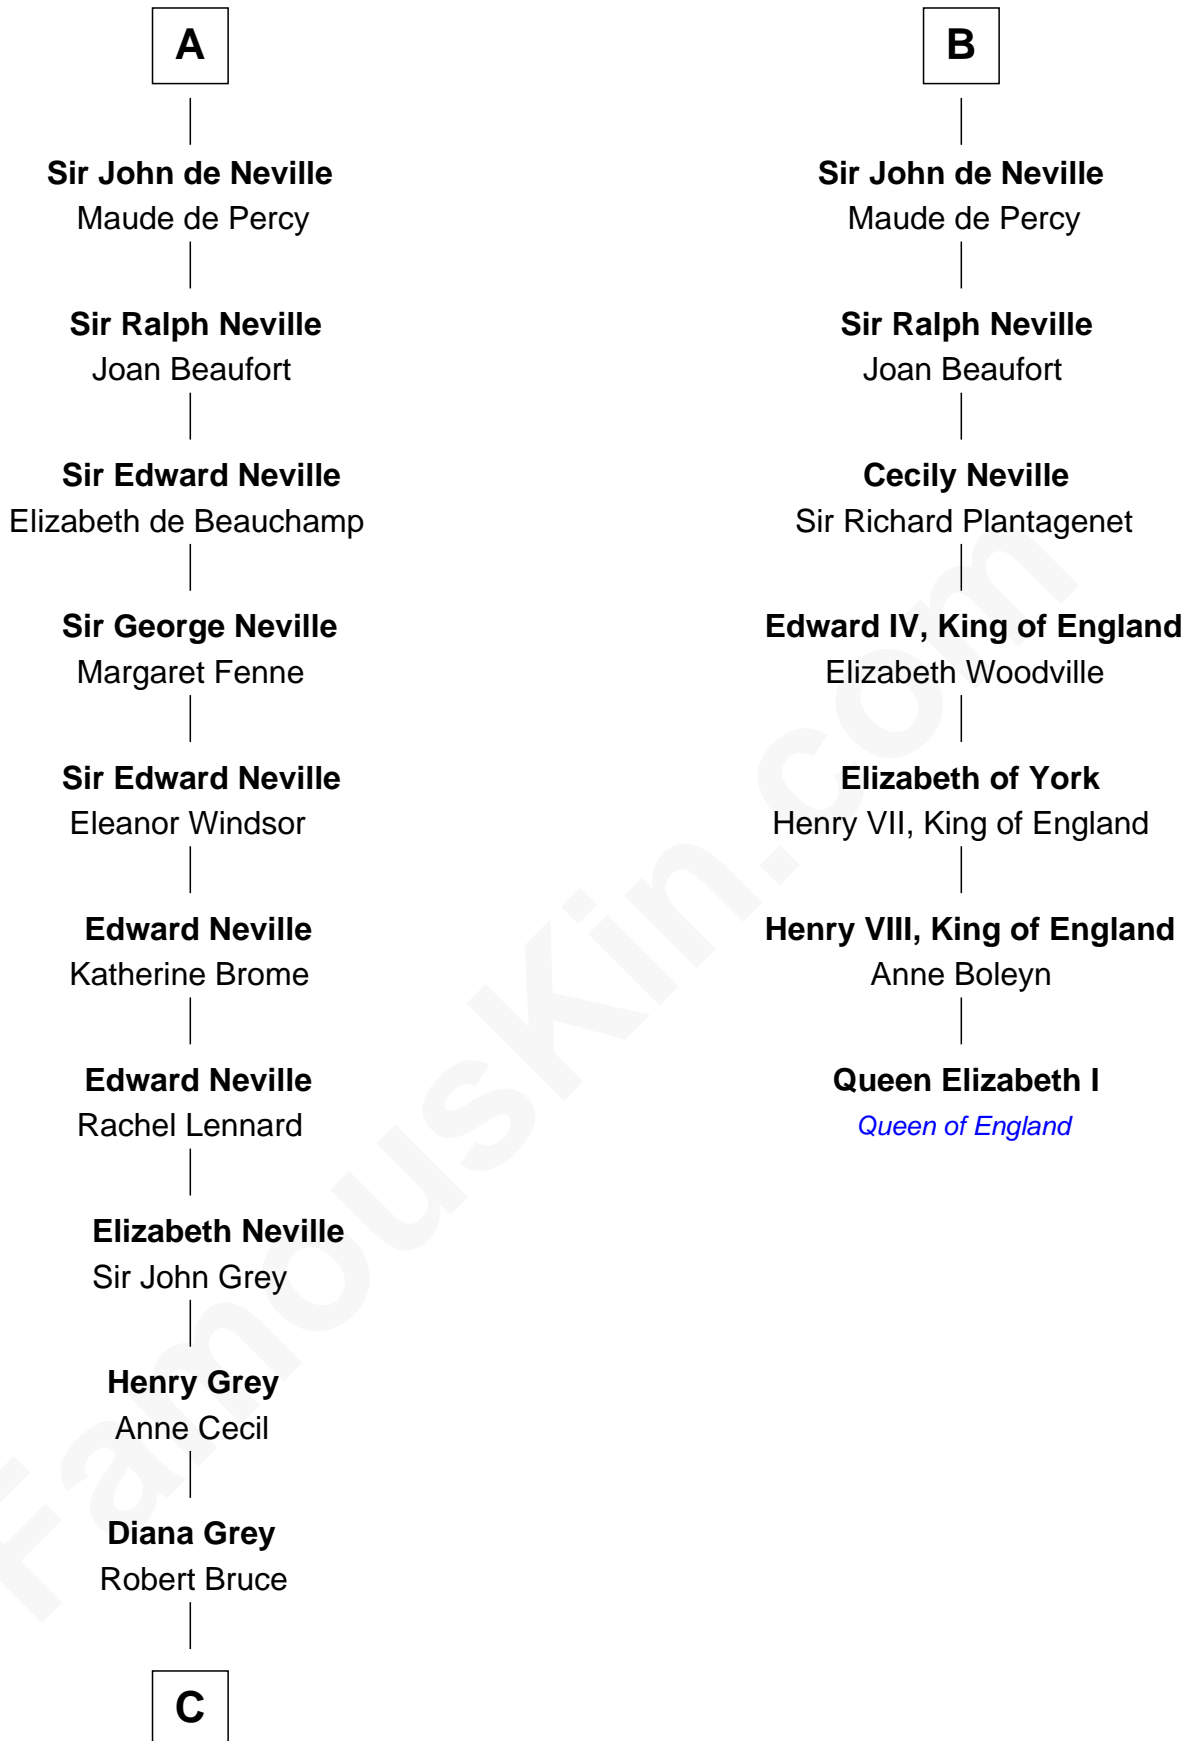 A
Sir John de Neville
Maude de Percy
Sir Ralph Neville
Joan Beaufort
Sir Edward Neville
Elizabeth de Beauchamp
Sir George Neville
Margaret Fenne
Sir Edward Neville
Eleanor Windsor
Edward Neville
Katherine Brome
Edward Neville
Rachel Lennard
Elizabeth Neville
Sir John Grey
Henry Grey
Anne Cecil
Diana Grey
Robert Bruce
C
B
Sir John de Neville
Maude de Percy
Sir Ralph Neville
Joan Beaufort
Cecily Neville
Sir Richard Plantagenet
Edward IV, King of England
Elizabeth Woodville
Elizabeth of York
Henry VII, King of England
Henry VIII, King of England
Anne Boleyn
Queen Elizabeth I
Queen of England
FamousKin.com